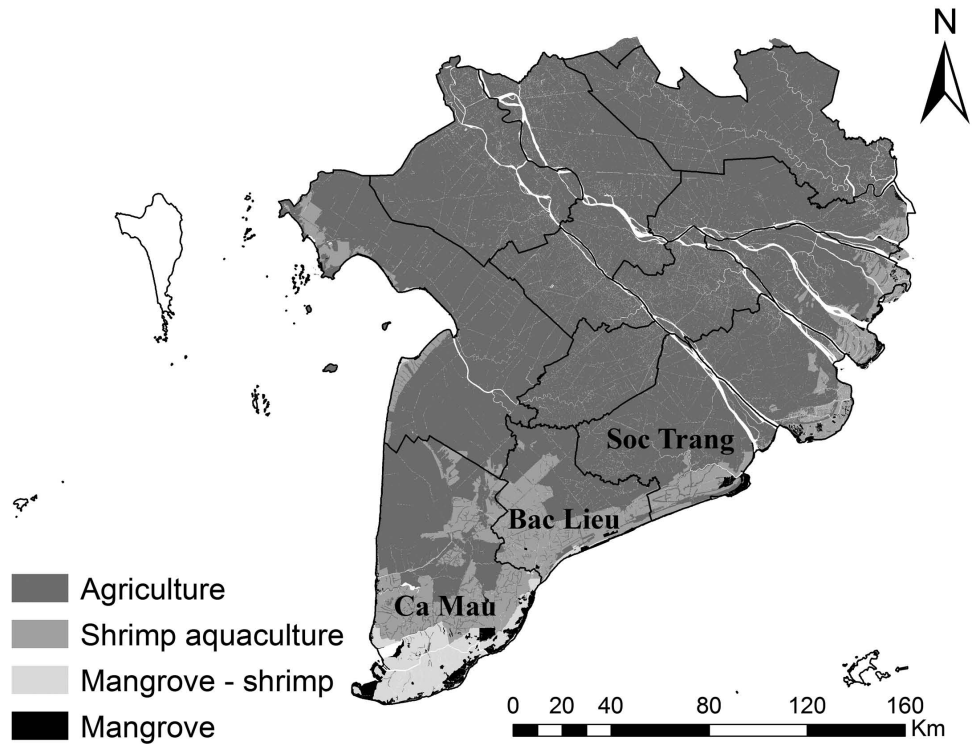 N
Soc Trang
Bac Lieu
Ca Mau
Agriculture
Shrimp aquaculture
Mangrove - shrimp
Mangrove
0 20 40 80 120 160
Km